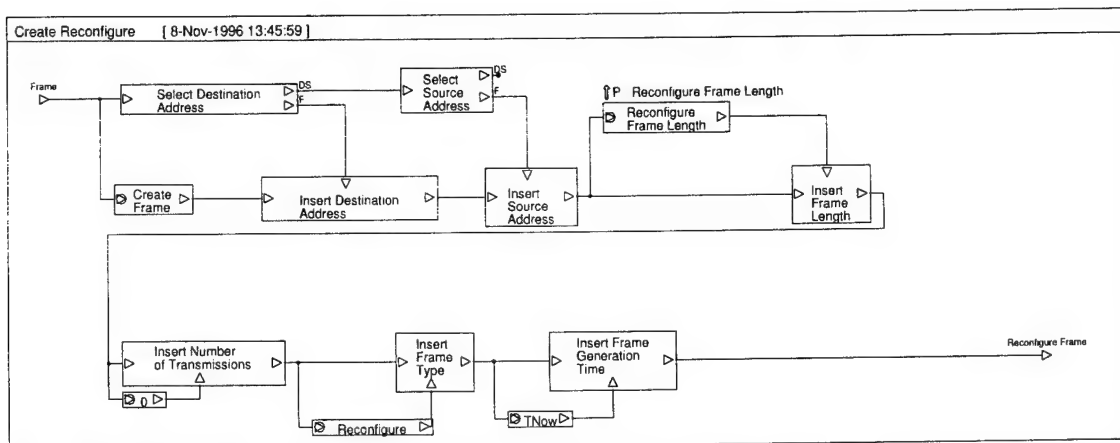 Create Reconfigure [ 8-Nov-1996 13:45:59 ]
Frame
Select Destination
Address
DS
F
Select
Source
Address
DS
F
P Reconfigure Frame Length
Reconfigure
Frame Length
Create
Frame
Insert Destination
Address
Insert
Source
Address
Insert
Frame
Length
Insert Number
of Transmissions
0
Insert
Frame
Type
Reconfigure
Insert Frame
Generation
Time
TNow
Reconfigure Frame